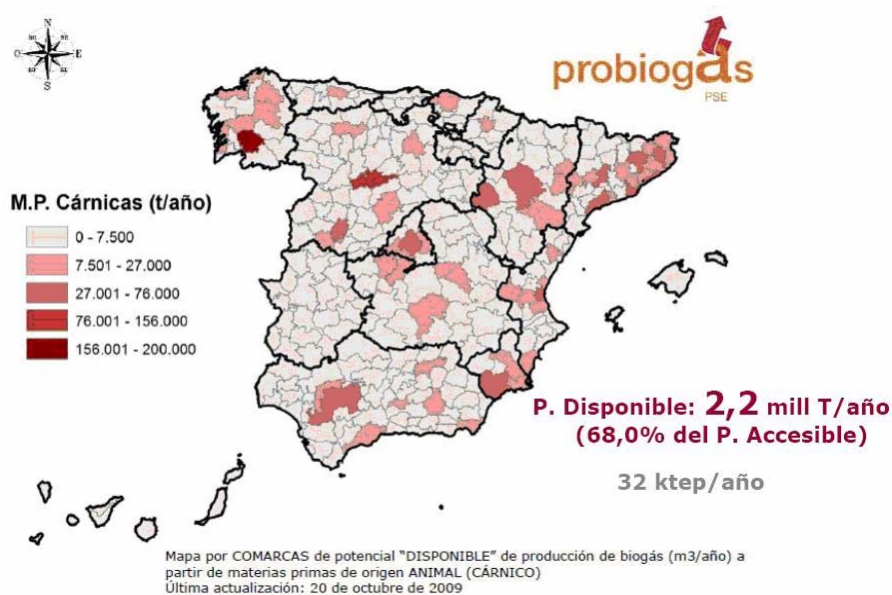 N
O
E
S
probiogas
PSE
M.P. Cárnicas (t/año)
0 - 7.500
7.501 - 27.000
27.001 - 76.000
76.001 - 156.000
156.001 - 200.000
P. Disponible: 2,2 mill T/año
(68,0% del P. Accesible)
32 ktep/año
Mapa por COMARCAS de potencial "DISPONIBLE" de producción de biogás (m3/año) a
partir de materias primas de origen ANIMAL (CÁRNICO)
Última actualización: 20 de octubre de 2009